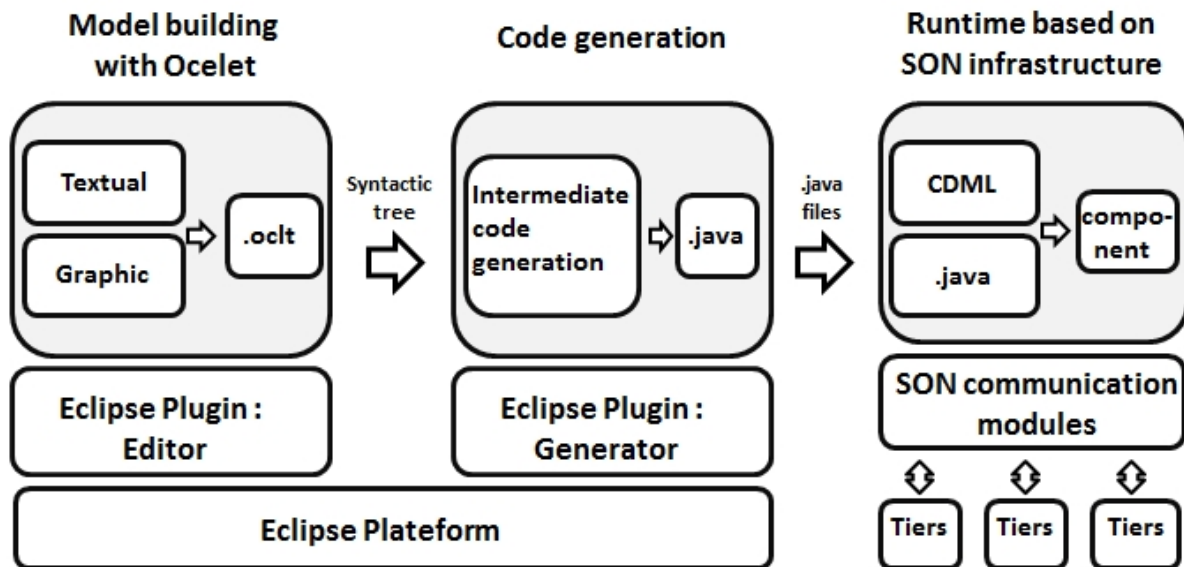 Model building
with Ocelet
Code generation
Runtime based on
SON infrastructure
Textual
Graphic
.oclt
Syntactic
tree
Intermediate
code
generation
.java
.java
files
CDML
.java
compo-
nent
Eclipse Plugin :
Editor
Eclipse Plugin :
Generator
SON communication
modules
Eclipse Plateform
Tiers
Tiers
Tiers